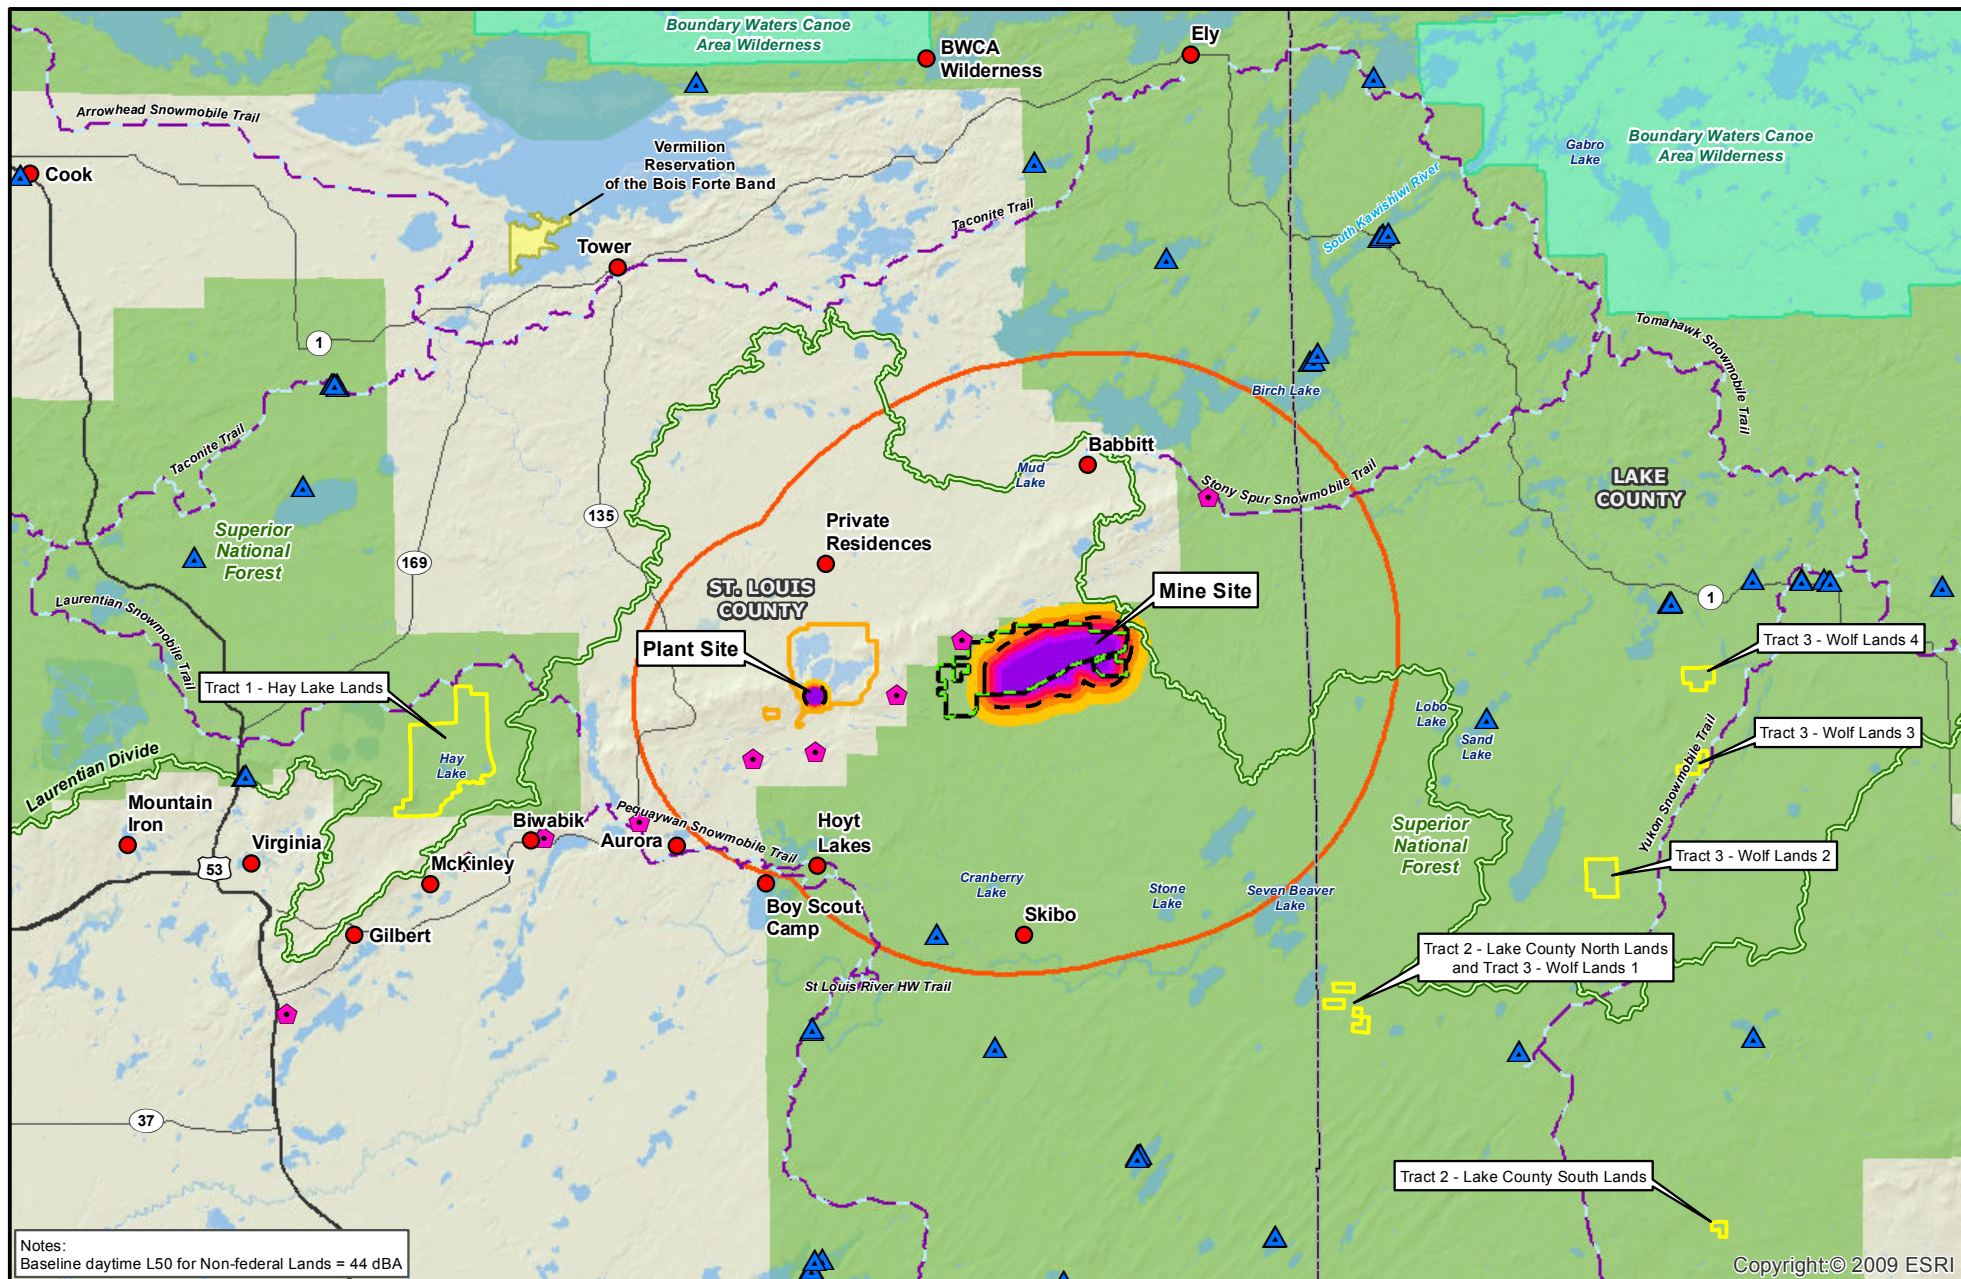 Boundary Waters Canoe
Area Wilderness
BWCA
Wilderness
Ely
Arrowhead Snowmobile Trail
Cook
Vermilion
Reservation
of the Bois Forte Band
Tower
Taconite Trail
South Kawishiwi River
Gabro
Lake
Boundary Waters Canoe
Area Wilderness
1
Tomahawk Snowmobile Trail
Birch Lake
Taconite Trail
Babbitt
Mud
Lake
Stony Spur Snowmobile Trail
LAKE
COUNTY
135
Superior
National
Forest
169
Private
Residences
ST. LOUIS
COUNTY
Mine Site
1
Laurentian Snowmobile Trail
Plant Site
Tract 3 - Wolf Lands 4
Tract 1 - Hay Lake Lands
Lobo
Lake
Sand
Lake
Tract 3 - Wolf Lands 3
Yukon Snowmobile Trail
Laurentian Divide
Hay
Lake
Mountain
Iron
Virginia
53
McKinley
Biwabik
Aurora
Pequaywan Snowmobile Trail
Hoyt
Lakes
Superior
National
Forest
Tract 3 - Wolf Lands 2
Cranberry
Lake
Stone
Lake
Seven Beaver
Lake
Boy Scout
Camp
Skibo
Gilbert
Tract 2 - Lake County North Lands
and Tract 3 - Wolf Lands 1
St Louis River HW Trail
37
Tract 2 - Lake County South Lands
Notes:
Baseline daytime L50 for Non-federal Lands = 44 dBA
Copyright:© 2009 ESRI